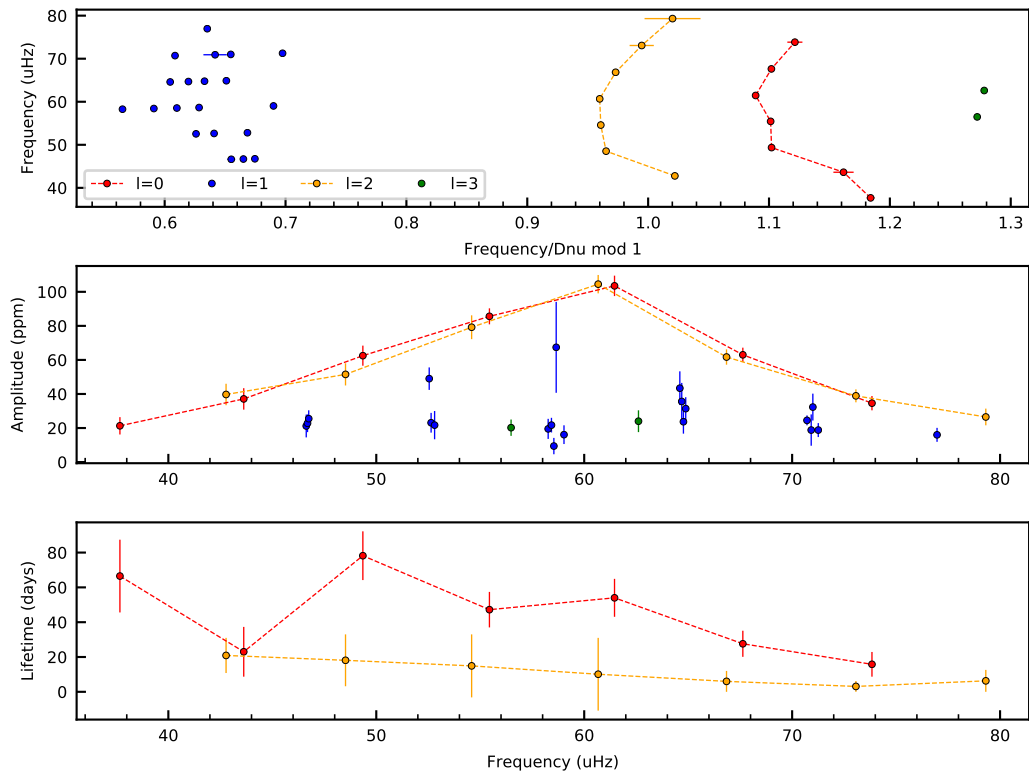 80
70
60
50
40
Frequency (uHz)
l=0 l=1 l=2 l=3
0.6 0.7 0.8 0.9 1.0 1.1 1.2 1.3
Frequency/Dnu mod 1
100
80
60
40
20
0
Amplitude (ppm)
40 50 60 70 80
80
60
40
20
0
Lifetime (days)
40 50 60 70 80
Frequency (uHz)